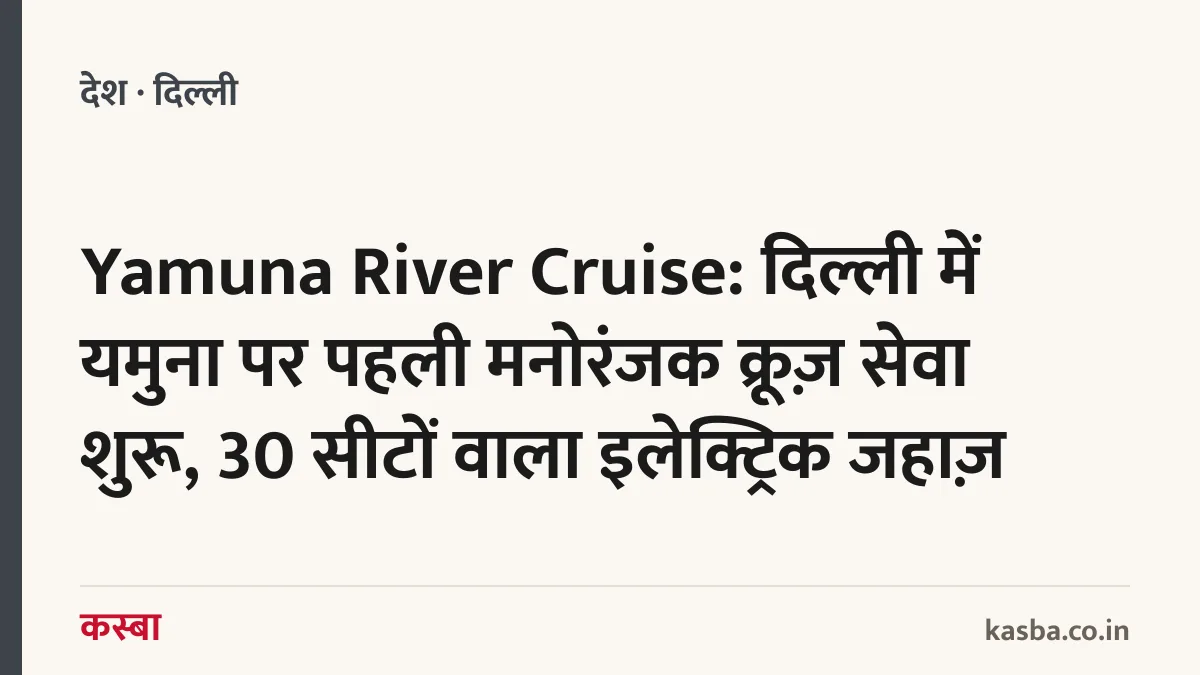 देश · दिल्ली
Yamuna River Cruise: दिल्ली में
यमुना पर पहली मनोरंजक क्रूज़ सेवा
शुरू, 30 सीटों वाला इलेक्ट्रिक जहाज़
कस्बा
kasba.co.in